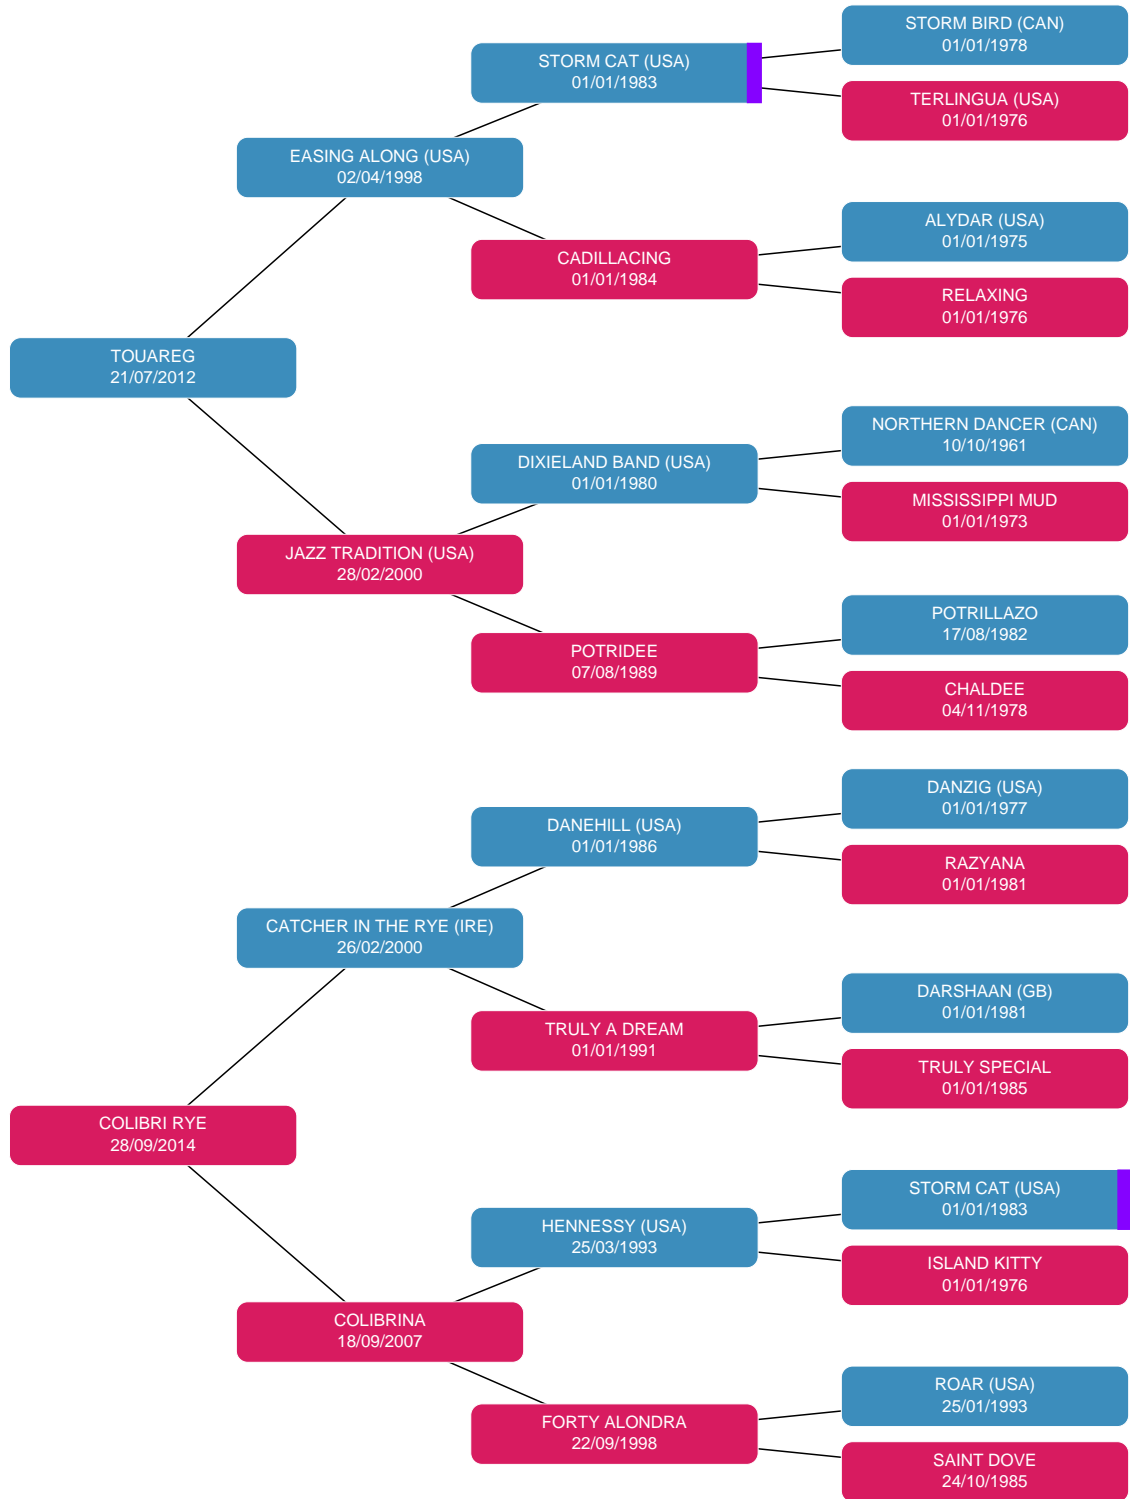 STORM BIRD (CAN)
01/01/1978
STORM CAT (USA)
01/01/1983
TERLINGUA (USA)
01/01/1976
EASING ALONG (USA)
02/04/1998
ALYDAR (USA)
01/01/1975
CADILLACING
01/01/1984
RELAXING
01/01/1976
TOUAREG
21/07/2012
NORTHERN DANCER (CAN)
10/10/1961
DIXIELAND BAND (USA)
01/01/1980
MISSISSIPPI MUD
01/01/1973
JAZZ TRADITION (USA)
28/02/2000
POTRILLAZO
17/08/1982
POTRIDEE
07/08/1989
CHALDEE
04/11/1978
DANZIG (USA)
01/01/1977
DANEHILL (USA)
01/01/1986
RAZYANA
01/01/1981
CATCHER IN THE RYE (IRE)
26/02/2000
DARSHAAN (GB)
01/01/1981
TRULY A DREAM
01/01/1991
TRULY SPECIAL
01/01/1985
COLIBRI RYE
28/09/2014
STORM CAT (USA)
01/01/1983
HENNESSY (USA)
25/03/1993
ISLAND KITTY
01/01/1976
COLIBRINA
18/09/2007
ROAR (USA)
25/01/1993
FORTY ALONDRA
22/09/1998
SAINT DOVE
24/10/1985